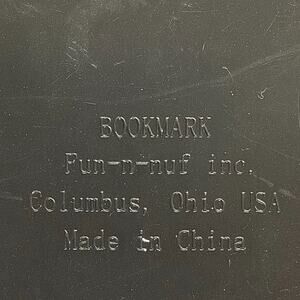 BOOKMARK
Fun-n-nuf inc.
Columbus, Ohio USA
Made in China